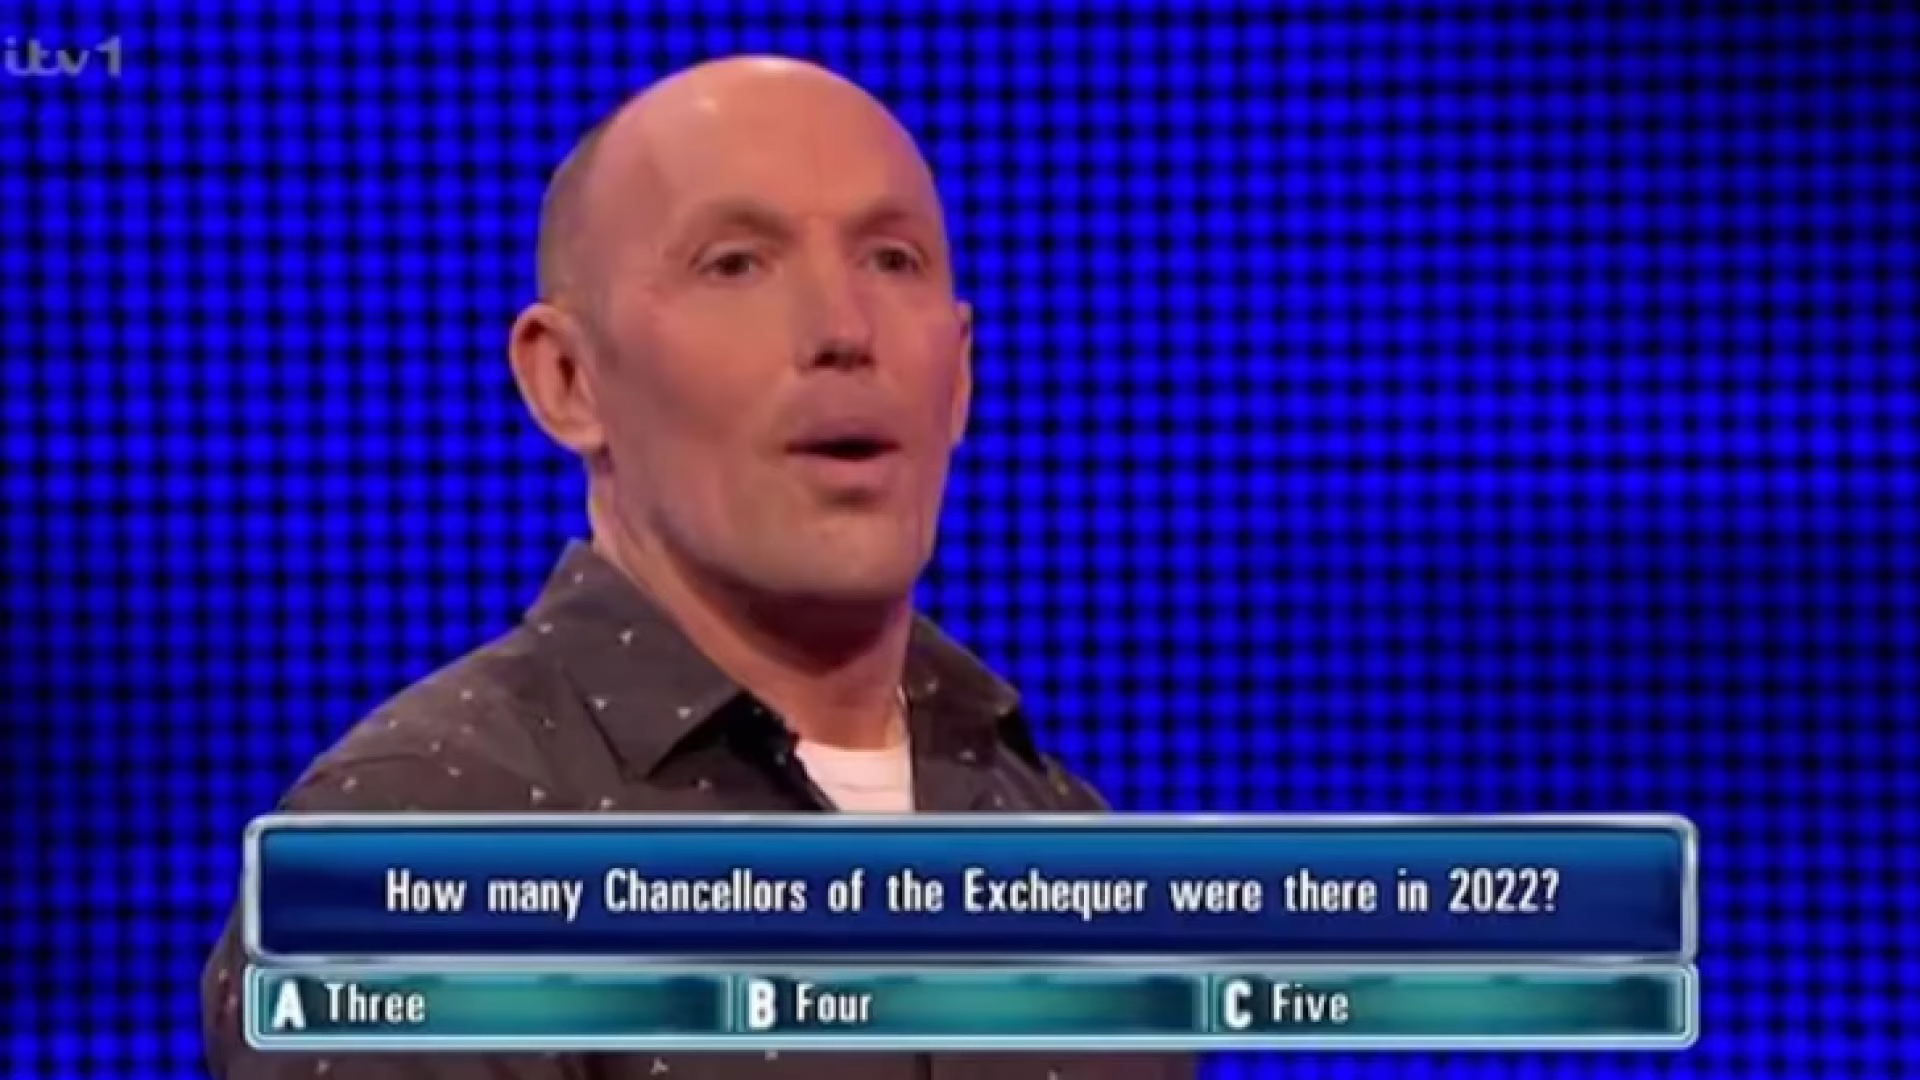 itv1
How many Chancellors of the Exchequer were there in 2022?
A Three
B Four
C Five